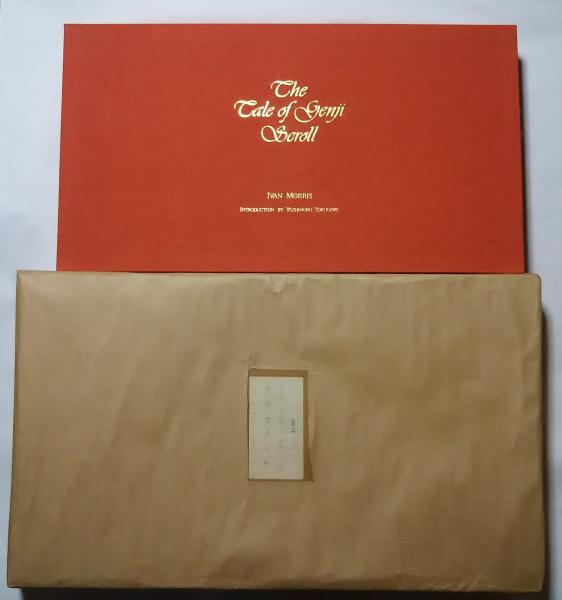 The
Tale of Genji
Scroll
IVAN MORRIS
INTRODUCTION BY YOSHINOBU TOKUGAWA